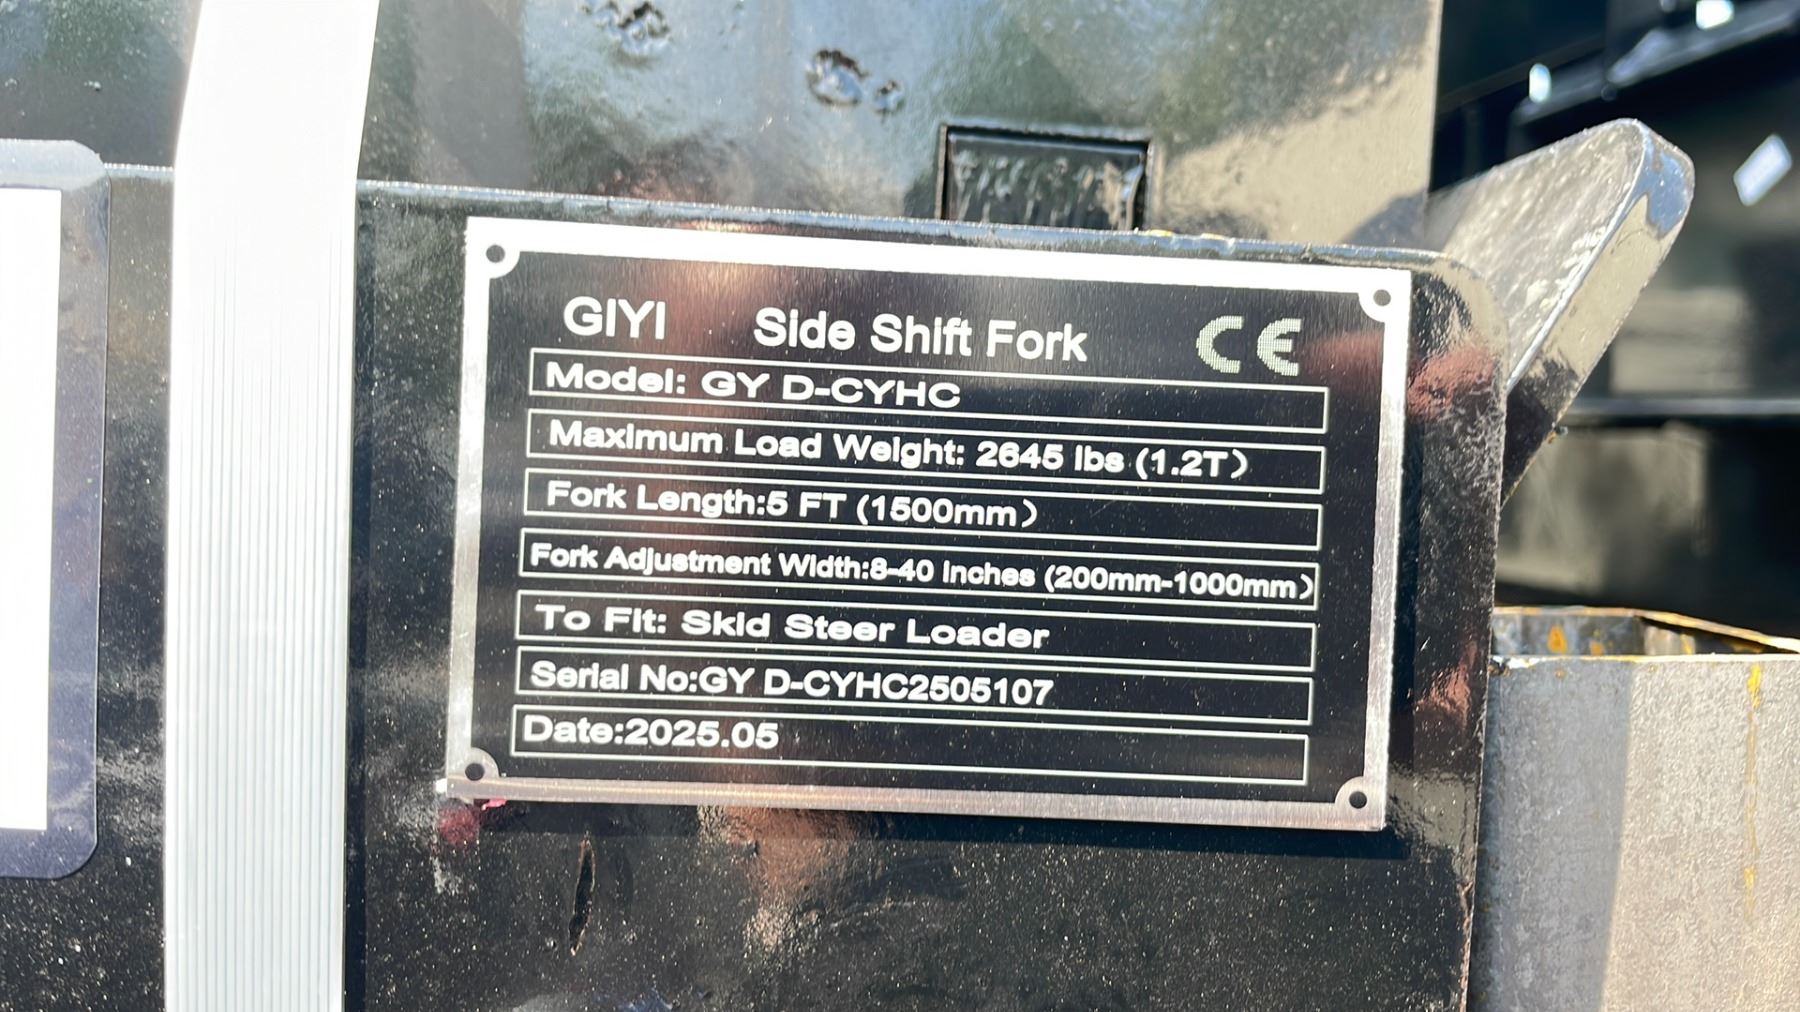 GIYI Side Shift Fork CE
Model: GY D-CYHC
Maximum Load Weight: 2645 lbs (1.2T)
Fork Length:5 FT (1500mm)
Fork Adjustment Width:8-40 inches (200mm-1000mm)
To Fit: Skid Steer Loader
Serial No:GY D-CYHC2505107
Date:2025.05